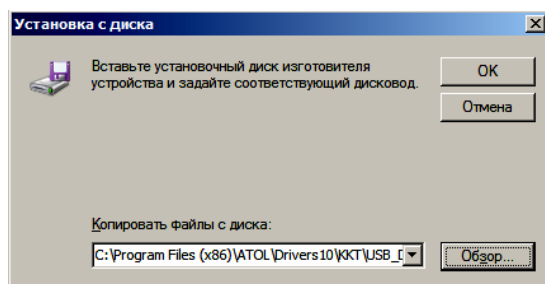 Установка с диска
Вставьте установочный диск изготовителя
устройства и задайте соответствующий дисковод.
OK
Отмена
Копировать файлы с диска:
C:\Program Files (x86)\ATOL\Drivers10\KKT\USB_D
Обзор...